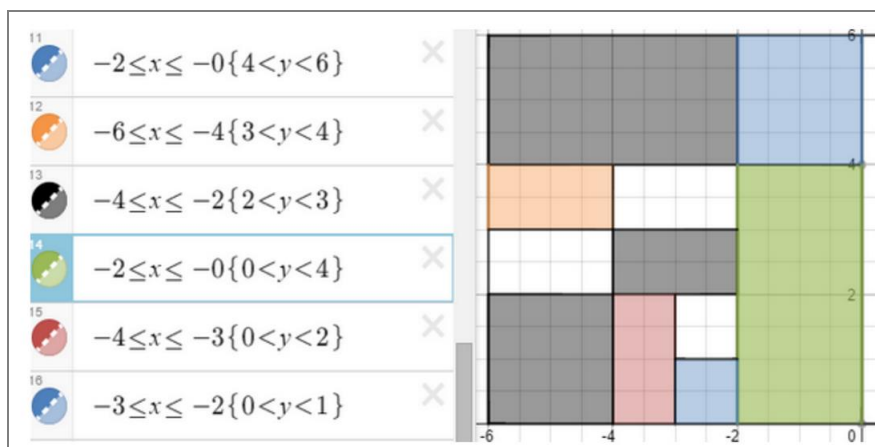 11
−2≤x≤ −0{4<y<6}
12
−6≤x≤ −4{3<y<4}
13
−4≤x≤ −2{2<y<3}
14
−2≤x≤ −0{0<y<4}
15
−4≤x≤ −3{0<y<2}
16
−3≤x≤ −2{0<y<1}
6
4
2
-6 -4 -2 0